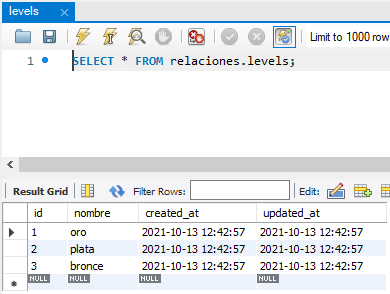 levels ×
Limit to 1000 row
1 SELECT * FROM relaciones.levels;
Result Grid Filter Rows: Edit:
id nombre created_at updated_at
1 oro 2021-10-13 12:42:57 2021-10-13 12:42:57
2 plata 2021-10-13 12:42:57 2021-10-13 12:42:57
3 bronce 2021-10-13 12:42:57 2021-10-13 12:42:57
NULL NULL NULL NULL